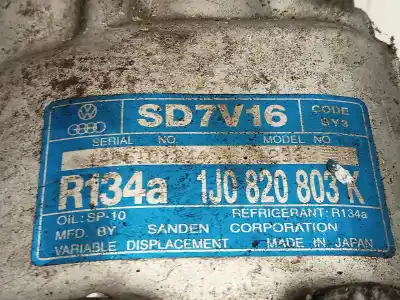 SD7V16 CODE
SERIAL NO. MODEL NO.
R134a 1J0 820 803 K
OIL: SP-10 REFRIGERANT: R134a
MFD. BY SANDEN CORPORATION
VARIABLE DISPLACEMENT MADE IN JAPAN